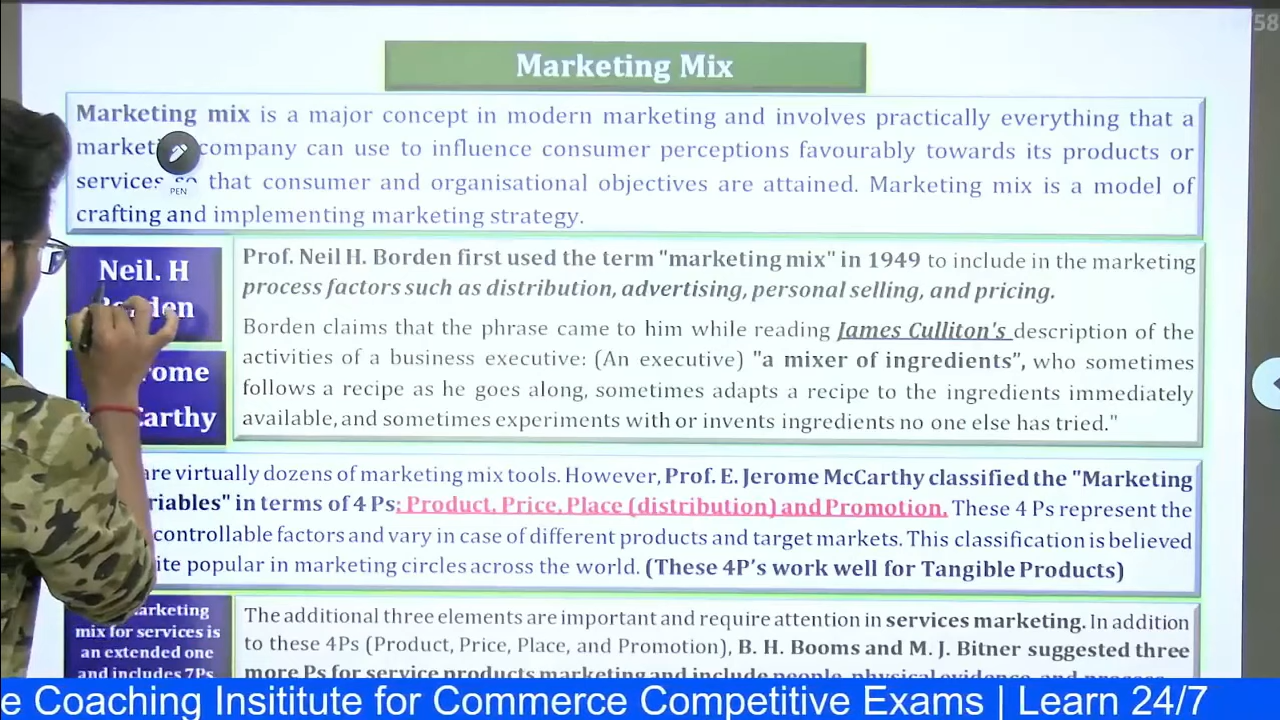 58
Marketing Mix
Marketing mix is a major concept in modern marketing and involves practically everything that a
market company can use to influence consumer perceptions favourably towards its products or
services so that consumer and organisational objectives are attained. Marketing mix is a model of
PEN
crafting and implementing marketing strategy.
Neil. H
Borden
Prof. Neil H. Borden first used the term "marketing mix" in 1949 to include in the marketing
process factors such as distribution, advertising, personal selling, and pricing.
Borden claims that the phrase came to him while reading James Culliton's description of the
activities of a business executive: (An executive) "a mixer of ingredients", who sometimes
follows a recipe as he goes along, sometimes adapts a recipe to the ingredients immediately
available, and sometimes experiments with or invents ingredients no one else has tried."
rome
Carthy
are virtually dozens of marketing mix tools. However, Prof. E. Jerome McCarthy classified the "Marketing
riables" in terms of 4 Ps: Product, Price, Place (distribution) and Promotion. These 4 Ps represent the
controllable factors and vary in case of different products and target markets. This classification is believed
ite popular in marketing circles across the world. (These 4P's work well for Tangible Products)
arketing
mix for services is
an extended one
and includes 7Ps
The additional three elements are important and require attention in services marketing. In addition
to these 4Ps (Product, Price, Place, and Promotion), B. H. Booms and M. J. Bitner suggested three
more Ps for service products marketing and include people, physical evidence, and process
e Coaching Insititute for Commerce Competitive Exams | Learn 24/7